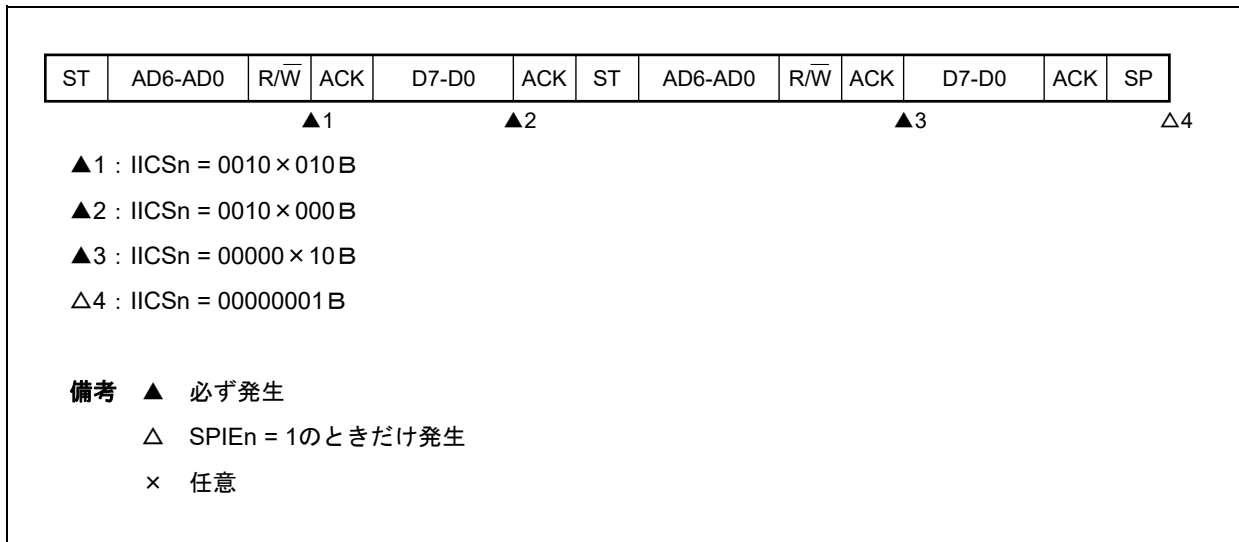 ST AD6-AD0 R/W̅ ACK D7-D0 ACK ST AD6-AD0 R/W̅ ACK D7-D0 ACK SP
▲1 ▲2 ▲3 △4
▲1：IICSn = 0010×010B
▲2：IICSn = 0010×000B
▲3：IICSn = 00000×10B
△4：IICSn = 00000001B
備考 ▲ 必ず発生
△ SPIEn = 1のときだけ発生
× 任意